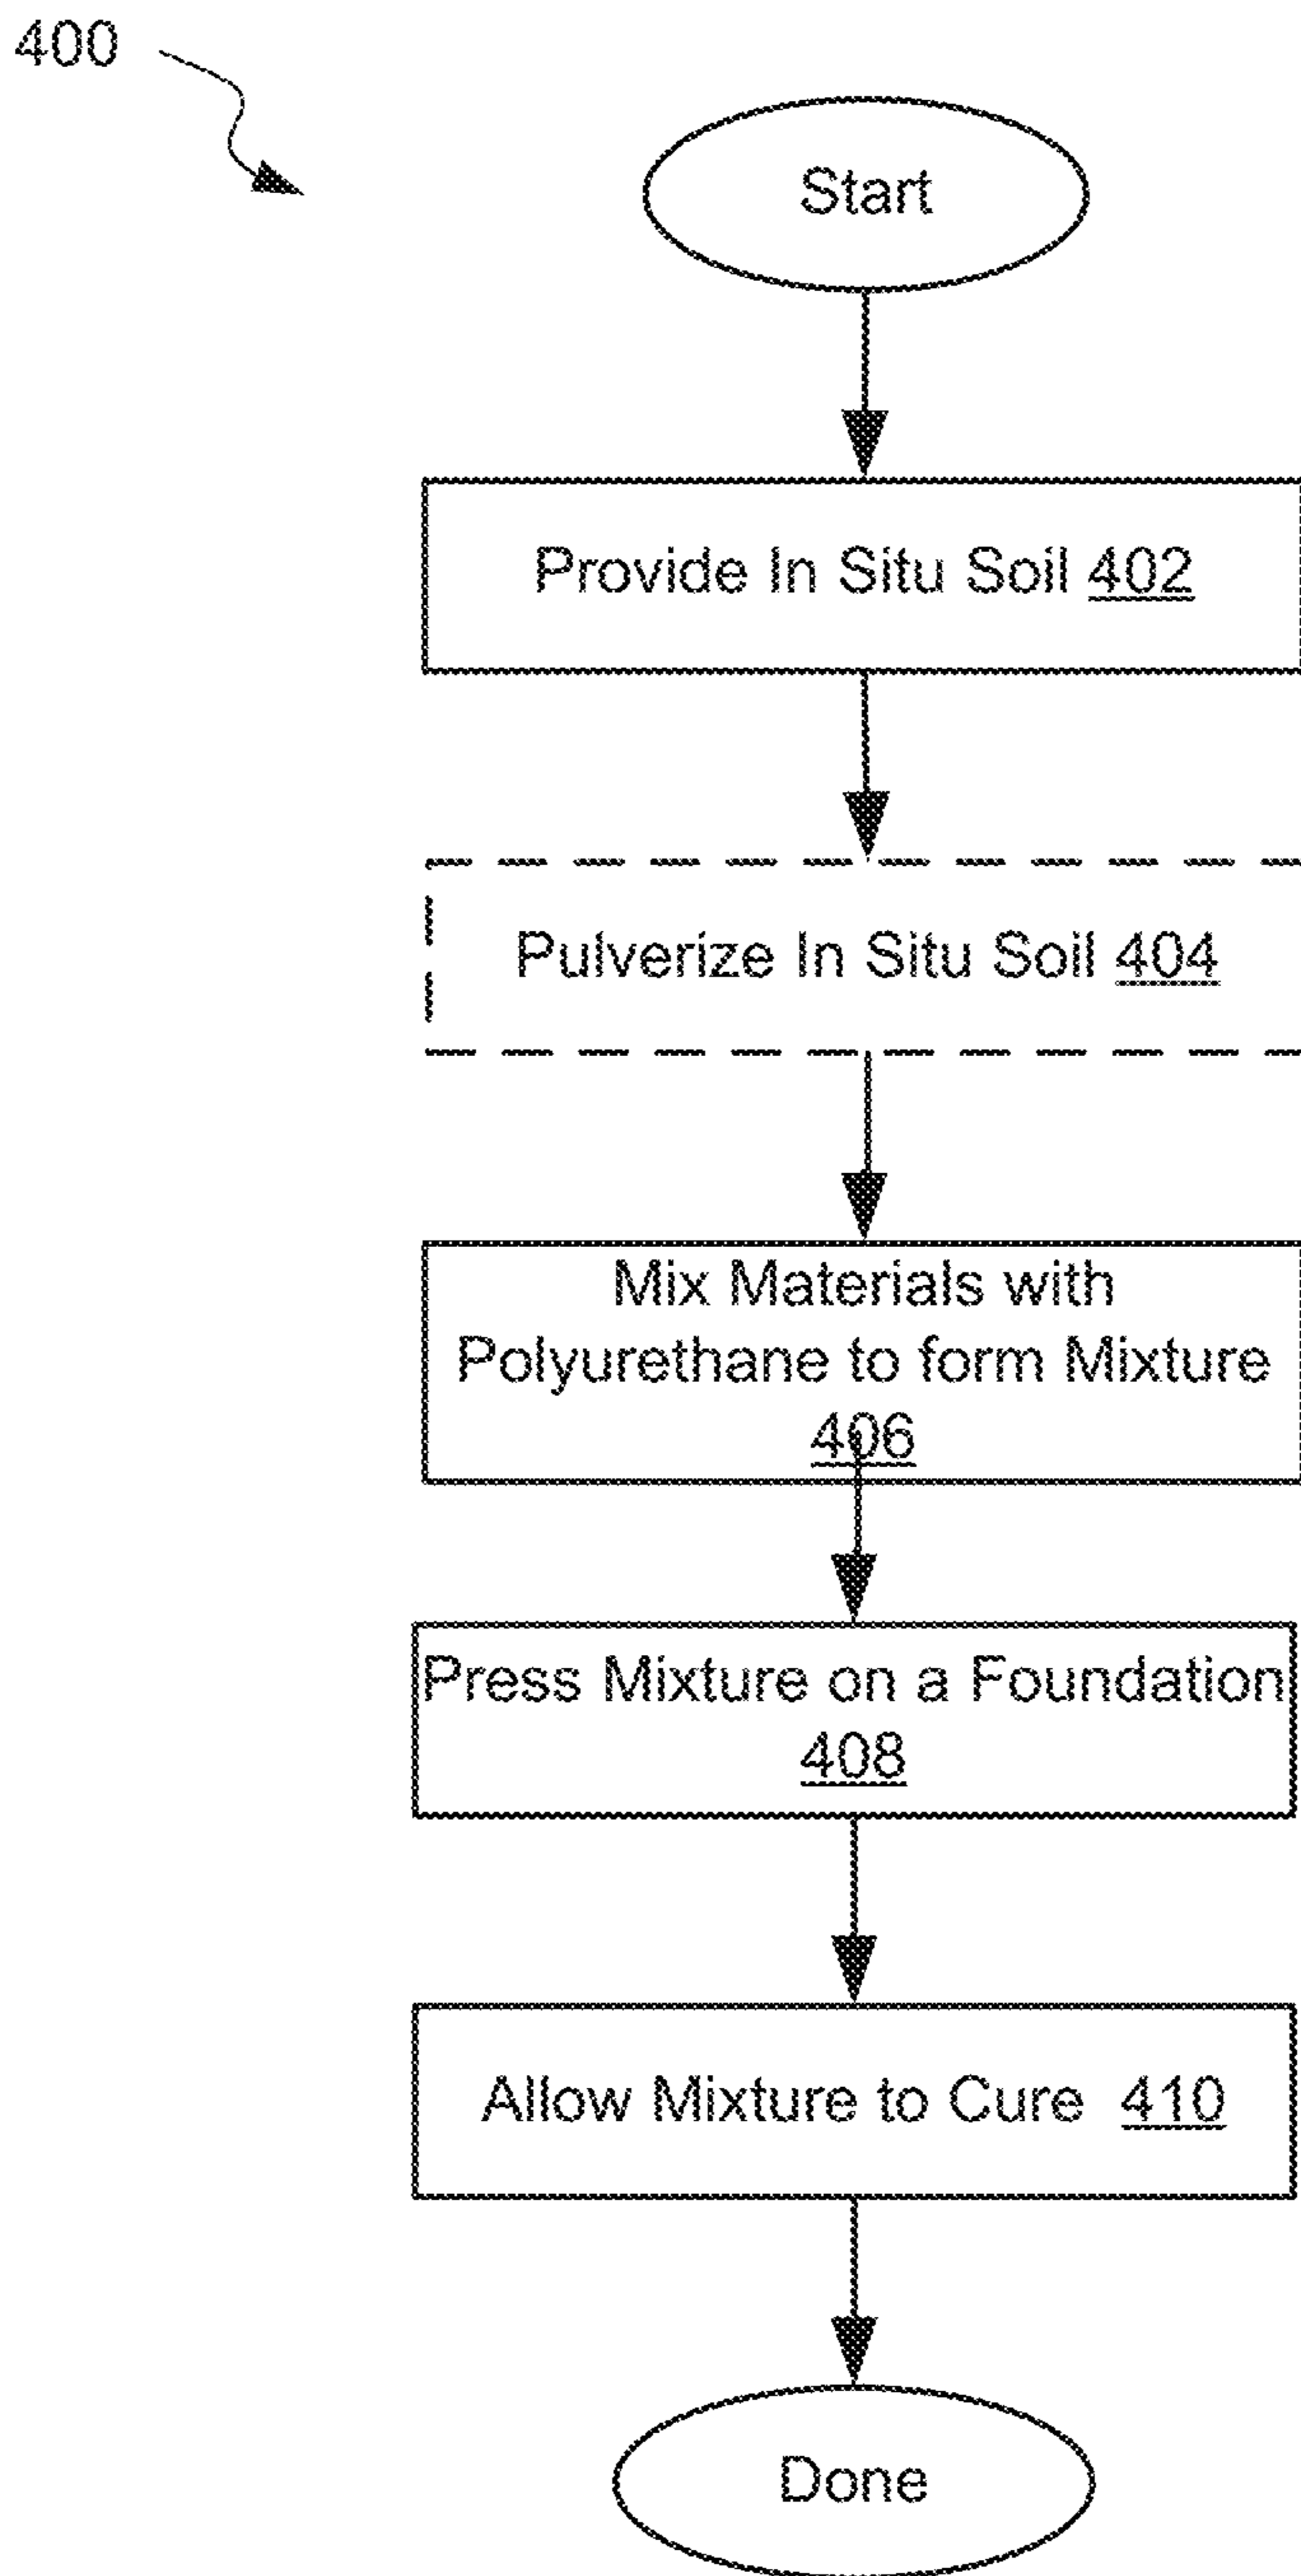 400
Start
Provide In Situ Soil 402
Pulverize In Situ Soil 404
Mix Materials with
Polyurethane to form Mixture
406
Press Mixture on a Foundation
408
Allow Mixture to Cure 410
Done